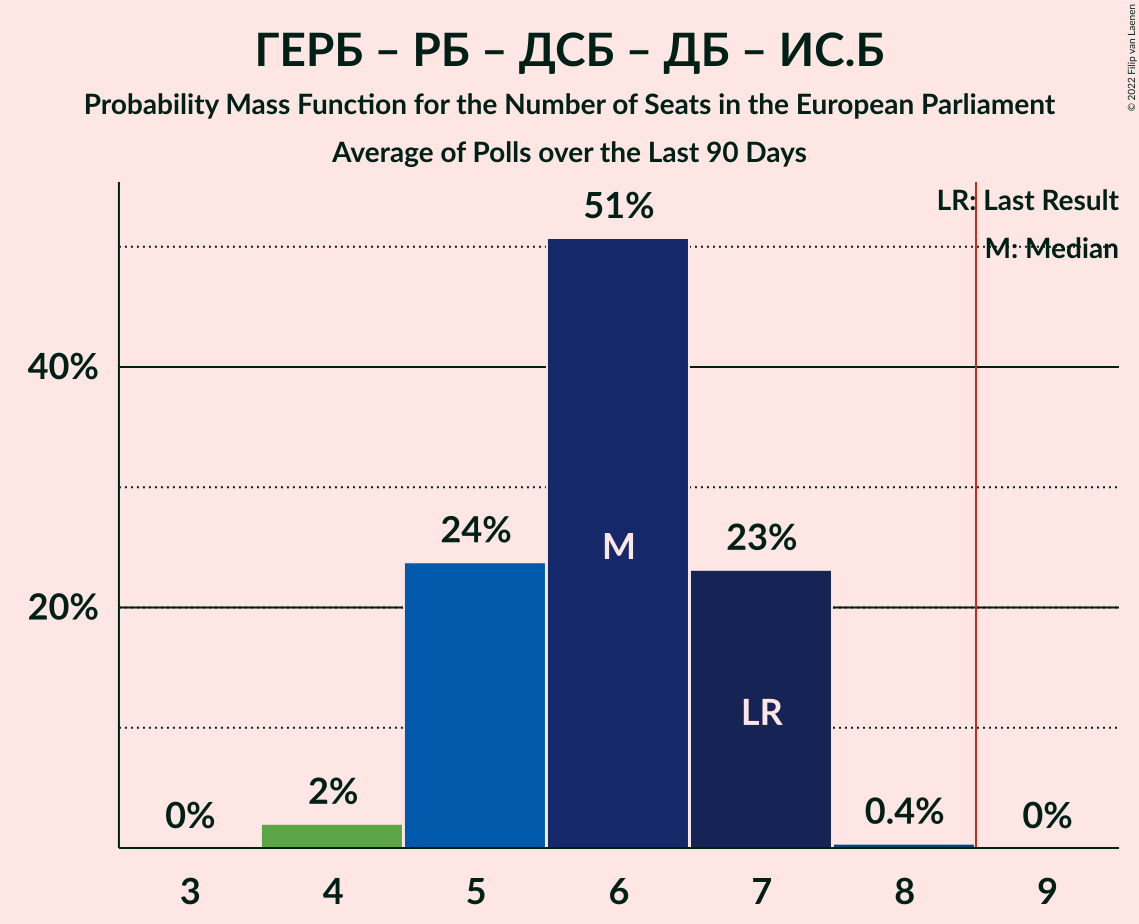 ГЕРБ – РБ – ДСБ – ДБ – ИС.Б
Probability Mass Function for the Number of Seats in the European Parliament
Average of Polls over the Last 90 Days
© 2022 Filip van Laenen
LR: Last Result
M: Median
51%
40%
24%
23%
M
20%
LR
2%
0%
0.4%
0%
3 4 5 6 7 8 9